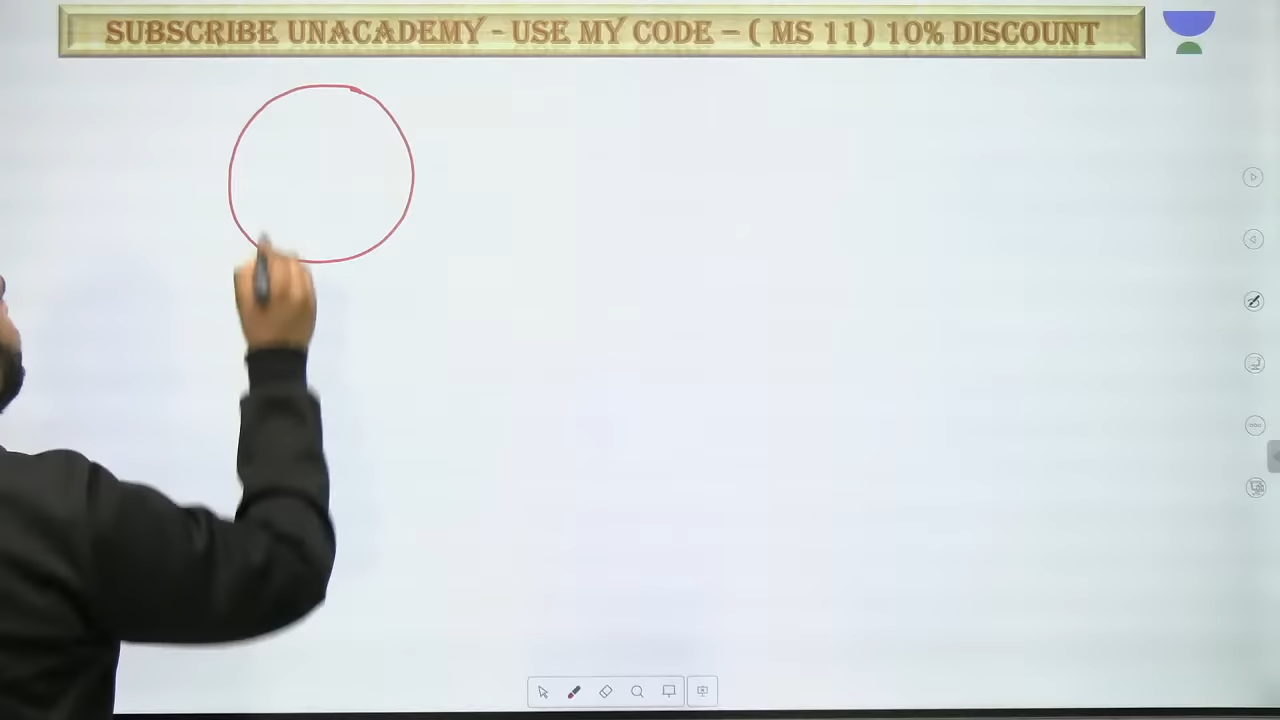 SUBSCRIBE UNACADEMY - USE MY CODE – ( MS 11) 10% DISCOUNT